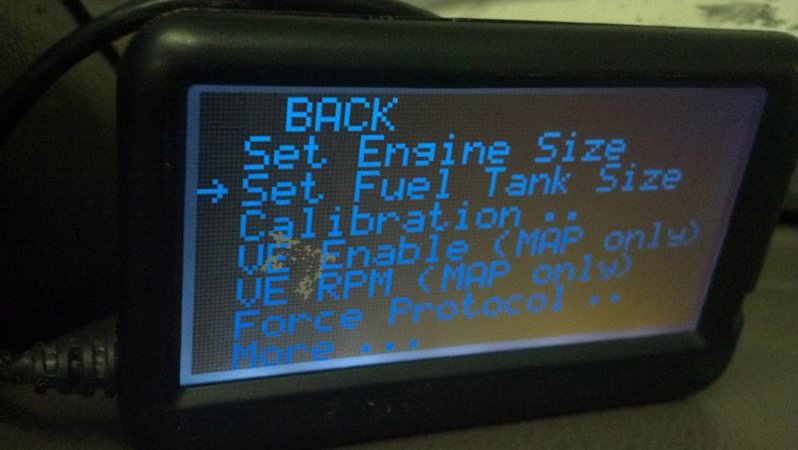 BACK
Set Engine Size
→ Set Fuel Tank Size
Calibration ..
VE Enable (MAP only)
VE RPM (MAP only)
Force Protocol ..
More ...